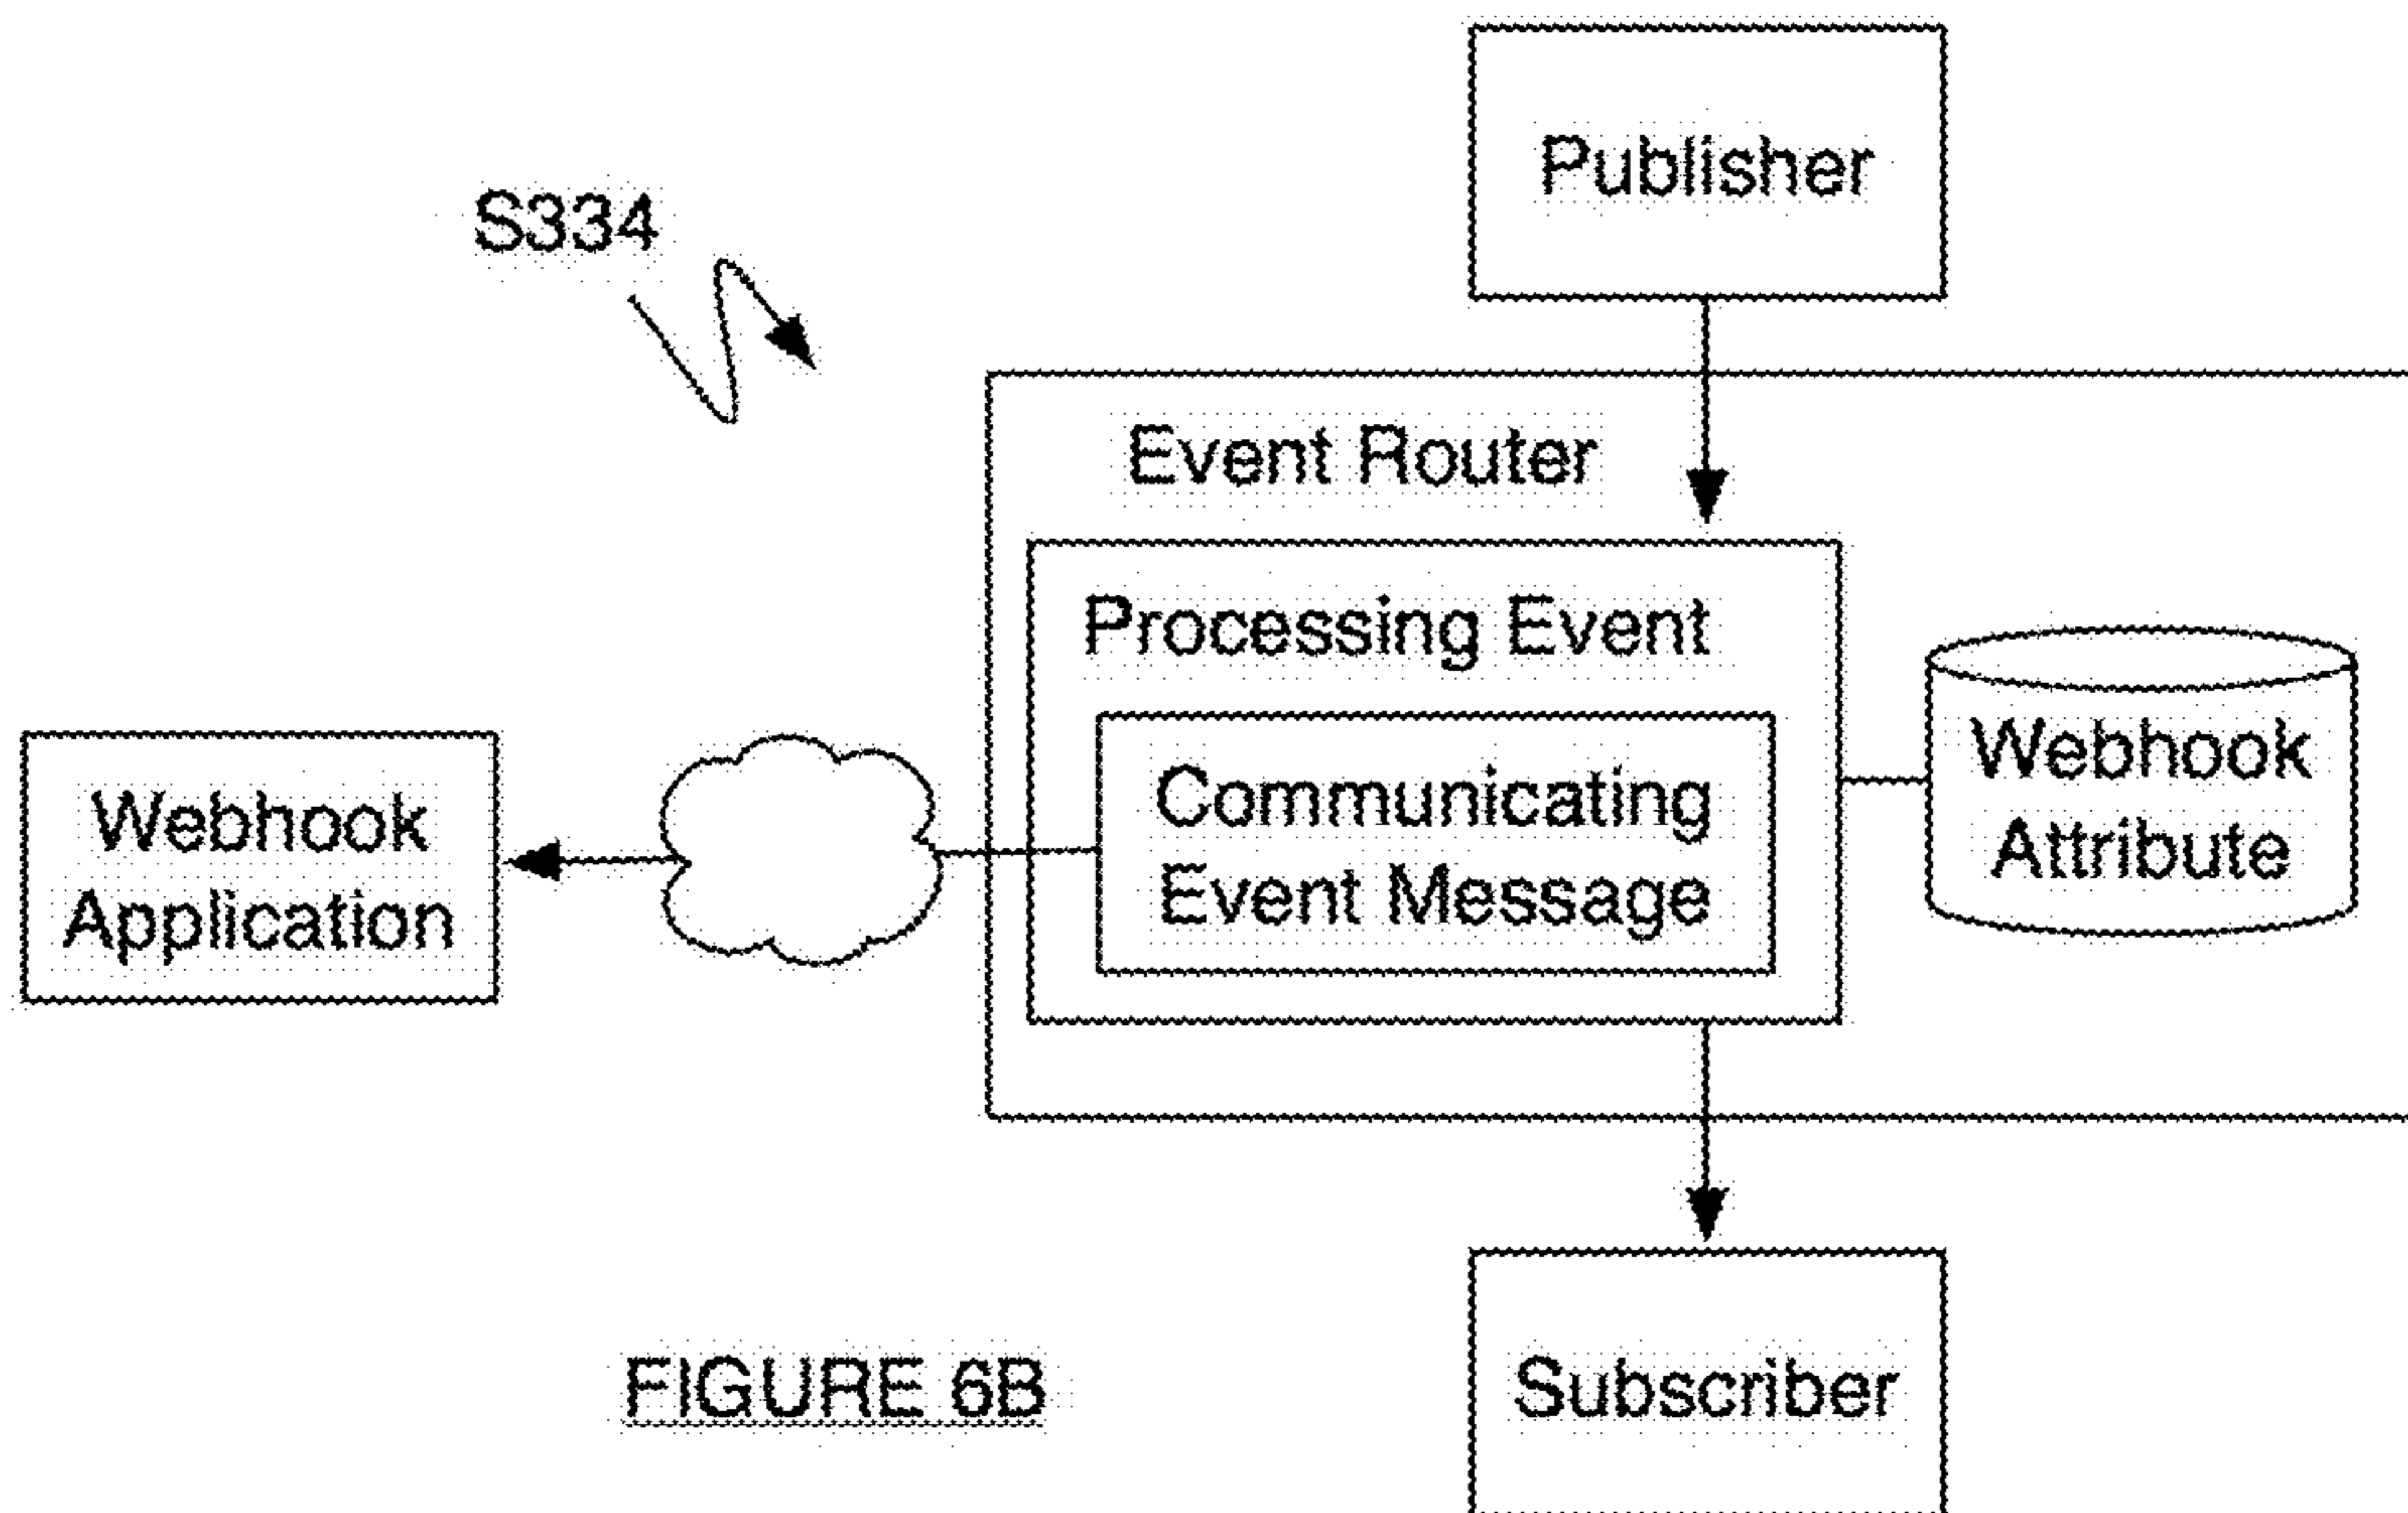 Publisher
S334
Event Router
Processing Event
Communicating
Event Message
Webhook
Attribute
Webhook
Application
FIGURE 6B
Subscriber